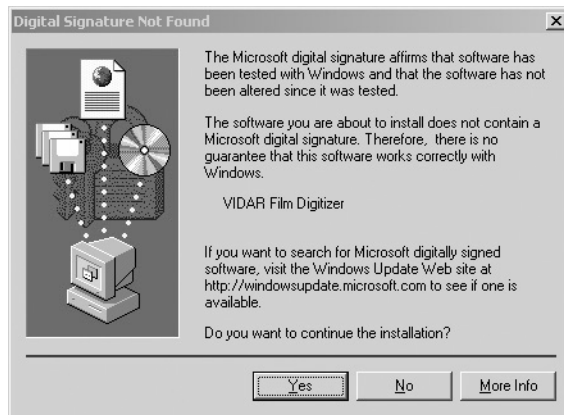 Digital Signature Not Found
The Microsoft digital signature affirms that software has
been tested with Windows and that the software has not
been altered since it was tested.
The software you are about to install does not contain a
Microsoft digital signature. Therefore, there is no
guarantee that this software works correctly with
Windows.
VIDAR Film Digitizer
If you want to search for Microsoft digitally signed
software, visit the Windows Update Web site at
http://windowsupdate.microsoft.com to see if one is
available.
Do you want to continue the installation?
Yes No More Info